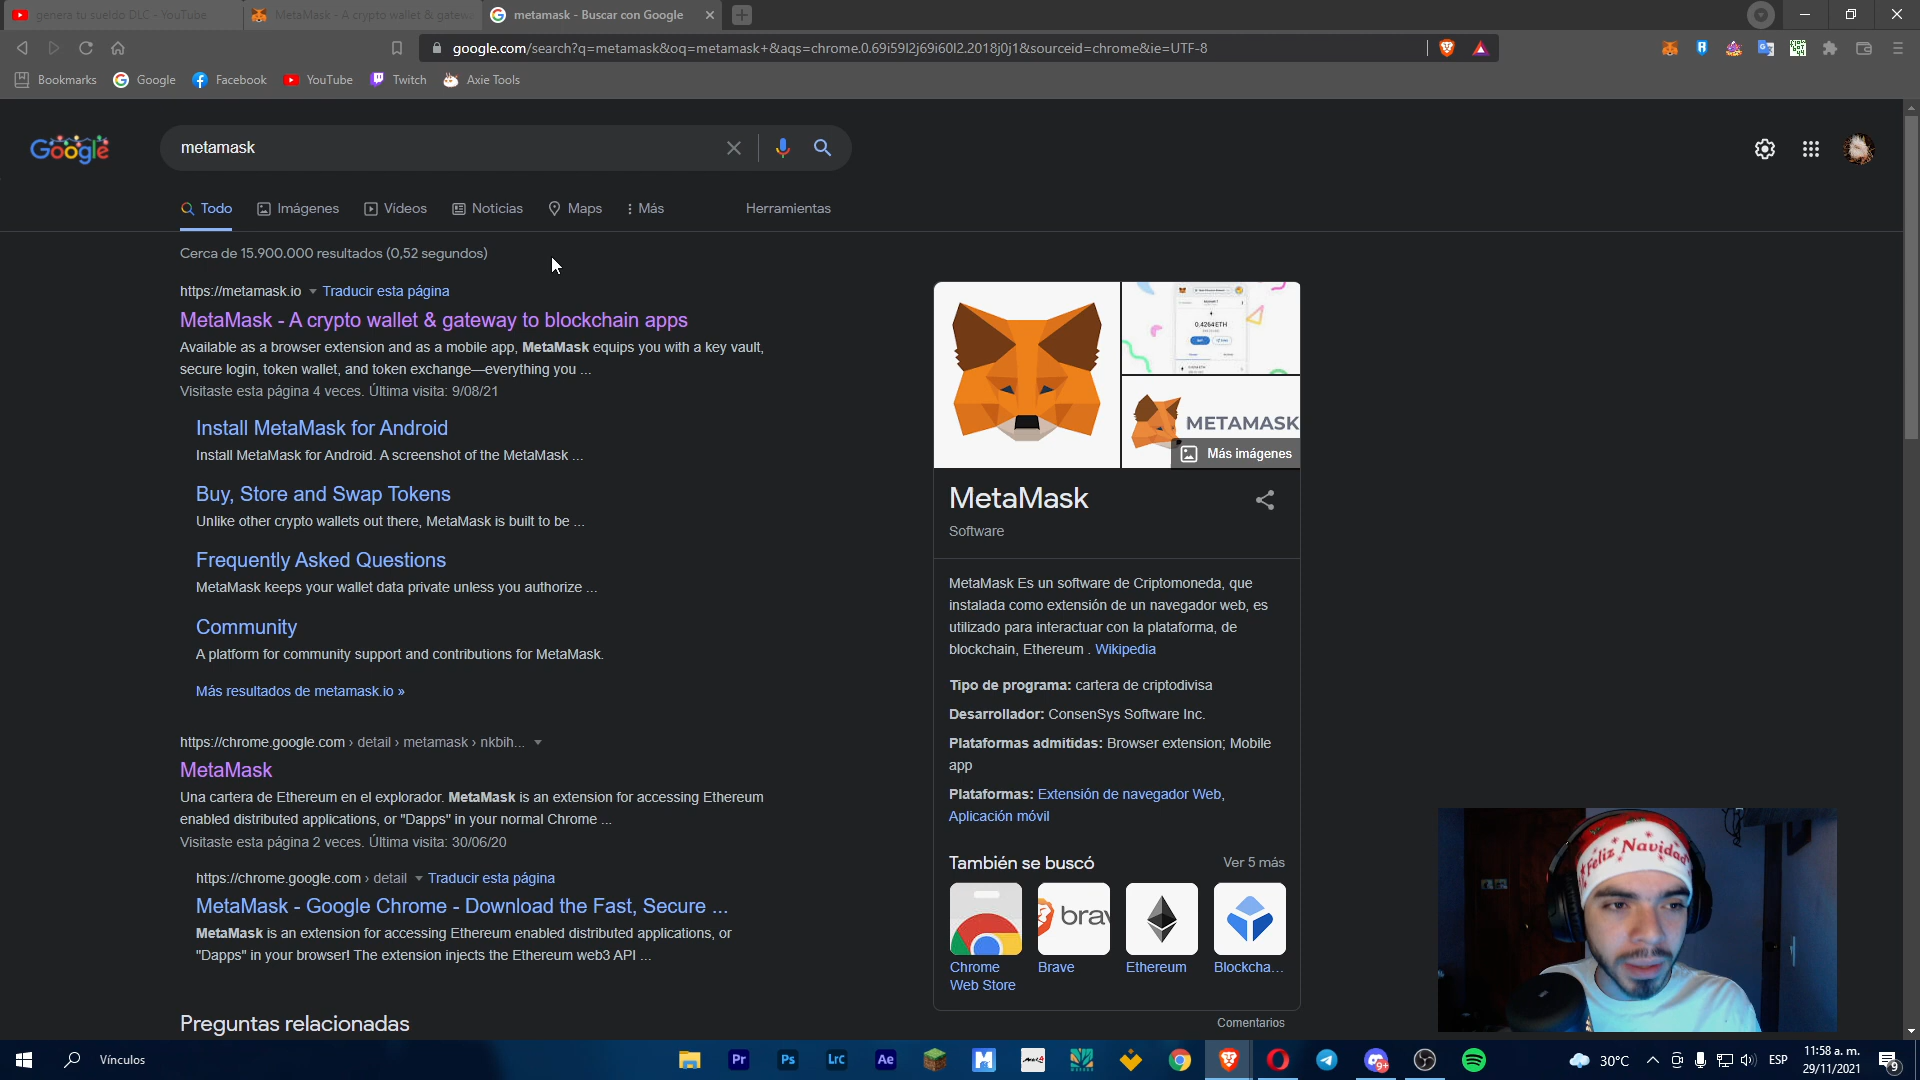 genera tu sueldo DLC - YouTube
MetaMask - A crypto wallet & gatew
metamask - Buscar con Google
google.com/search?q=metamask&oq=metamask+&aqs=chrome.0.69i59l2j69i60l2.2018j0j1&sourceid=chrome&ie=UTF-8
Bookmarks Google Facebook YouTube Twitch Axie Tools
Google
metamask
Todo Imágenes Vídeos Noticias Maps Más Herramientas
Cerca de 15.900.000 resultados (0,52 segundos)
https://metamask.io Traducir esta página
MetaMask - A crypto wallet & gateway to blockchain apps
Available as a browser extension and as a mobile app, MetaMask equips you with a key vault,
secure login, token wallet, and token exchange—everything you ...
Visitaste esta página 4 veces. Última visita: 9/08/21
Install MetaMask for Android
Install MetaMask for Android. A screenshot of the MetaMask ...
Buy, Store and Swap Tokens
Unlike other crypto wallets out there, MetaMask is built to be ...
Frequently Asked Questions
MetaMask keeps your wallet data private unless you authorize ...
Community
A platform for community support and contributions for MetaMask.
Más resultados de metamask.io »
https://chrome.google.com › detail › metamask › nkbih...
MetaMask
Una cartera de Ethereum en el explorador. MetaMask is an extension for accessing Ethereum
enabled distributed applications, or "Dapps" in your normal Chrome ...
Visitaste esta página 2 veces. Última visita: 30/06/20
https://chrome.google.com › detail Traducir esta página
MetaMask - Google Chrome - Download the Fast, Secure ...
MetaMask is an extension for accessing Ethereum enabled distributed applications, or
"Dapps" in your browser! The extension injects the Ethereum web3 API ...
Preguntas relacionadas
0.4264 ETH
METAMASK
Más imágenes
MetaMask
Software
MetaMask Es un software de Criptomoneda, que
instalada como extensión de un navegador web, es
utilizado para interactuar con la plataforma, de
blockchain, Ethereum . Wikipedia
Tipo de programa: cartera de criptodivisa
Desarrollador: ConsenSys Software Inc.
Plataformas admitidas: Browser extension; Mobile
app
Plataformas: Extensión de navegador Web,
Aplicación móvil
También se buscó Ver 5 más
brav
Chrome
Web Store
Brave
Ethereum
Blockcha...
Comentarios
Feliz Navidad
Vínculos
Pr Ps Lrc Ae
9+
30°C
ESP
11:58 a. m.
29/11/2021
9